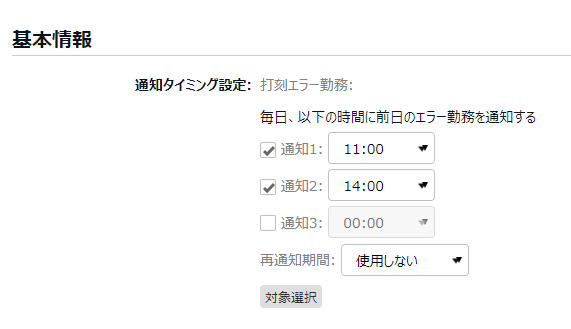 基本情報
通知タイミング設定: 打刻エラー勤務:
毎日、以下の時間に前日のエラー勤務を通知する
通知1: 11:00
通知2: 14:00
通知3: 00:00
再通知期間: 使用しない
対象選択